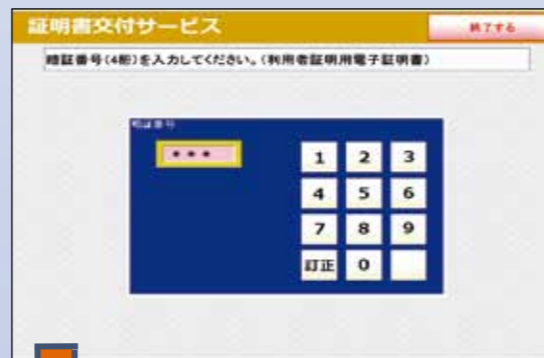 証明書交付サービス
終了する
暗証番号(4桁)を入力してください。(利用者証明用電子証明書)
暗証番号
***
1 2 3
4 5 6
7 8 9
訂正 0